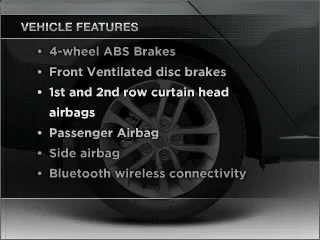 VEHICLE FEATURES
• 4-wheel ABS Brakes
• Front Ventilated disc brakes
• 1st and 2nd row curtain head
airbags
• Passenger Airbag
• Side airbag
• Bluetooth wireless connectivity